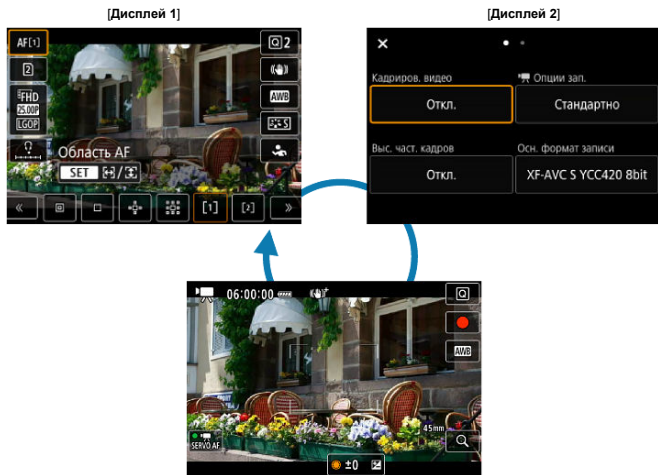 [Дисплей 1]
[Дисплей 2]
AF[1]
Q 2
2
FHD
25.00P
LGOP
AWB
S
Область AF
SET /
« [1] [2] »
×
Кадриров. видео
Откл.
Опции зап.
Стандартно
Выс. част. кадров
Откл.
Осн. формат записи
XF-AVC S YCC420 8bit
06:00:00
Q
AWB
45mm
SERVO AF
±0